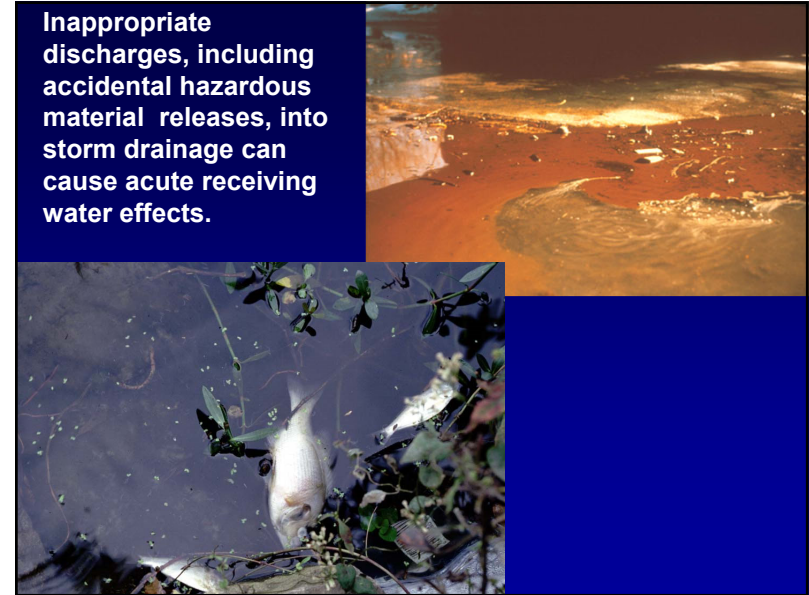 Inappropriate
discharges, including
accidental hazardous
material  releases, into
storm drainage can
cause acute receiving
water effects.